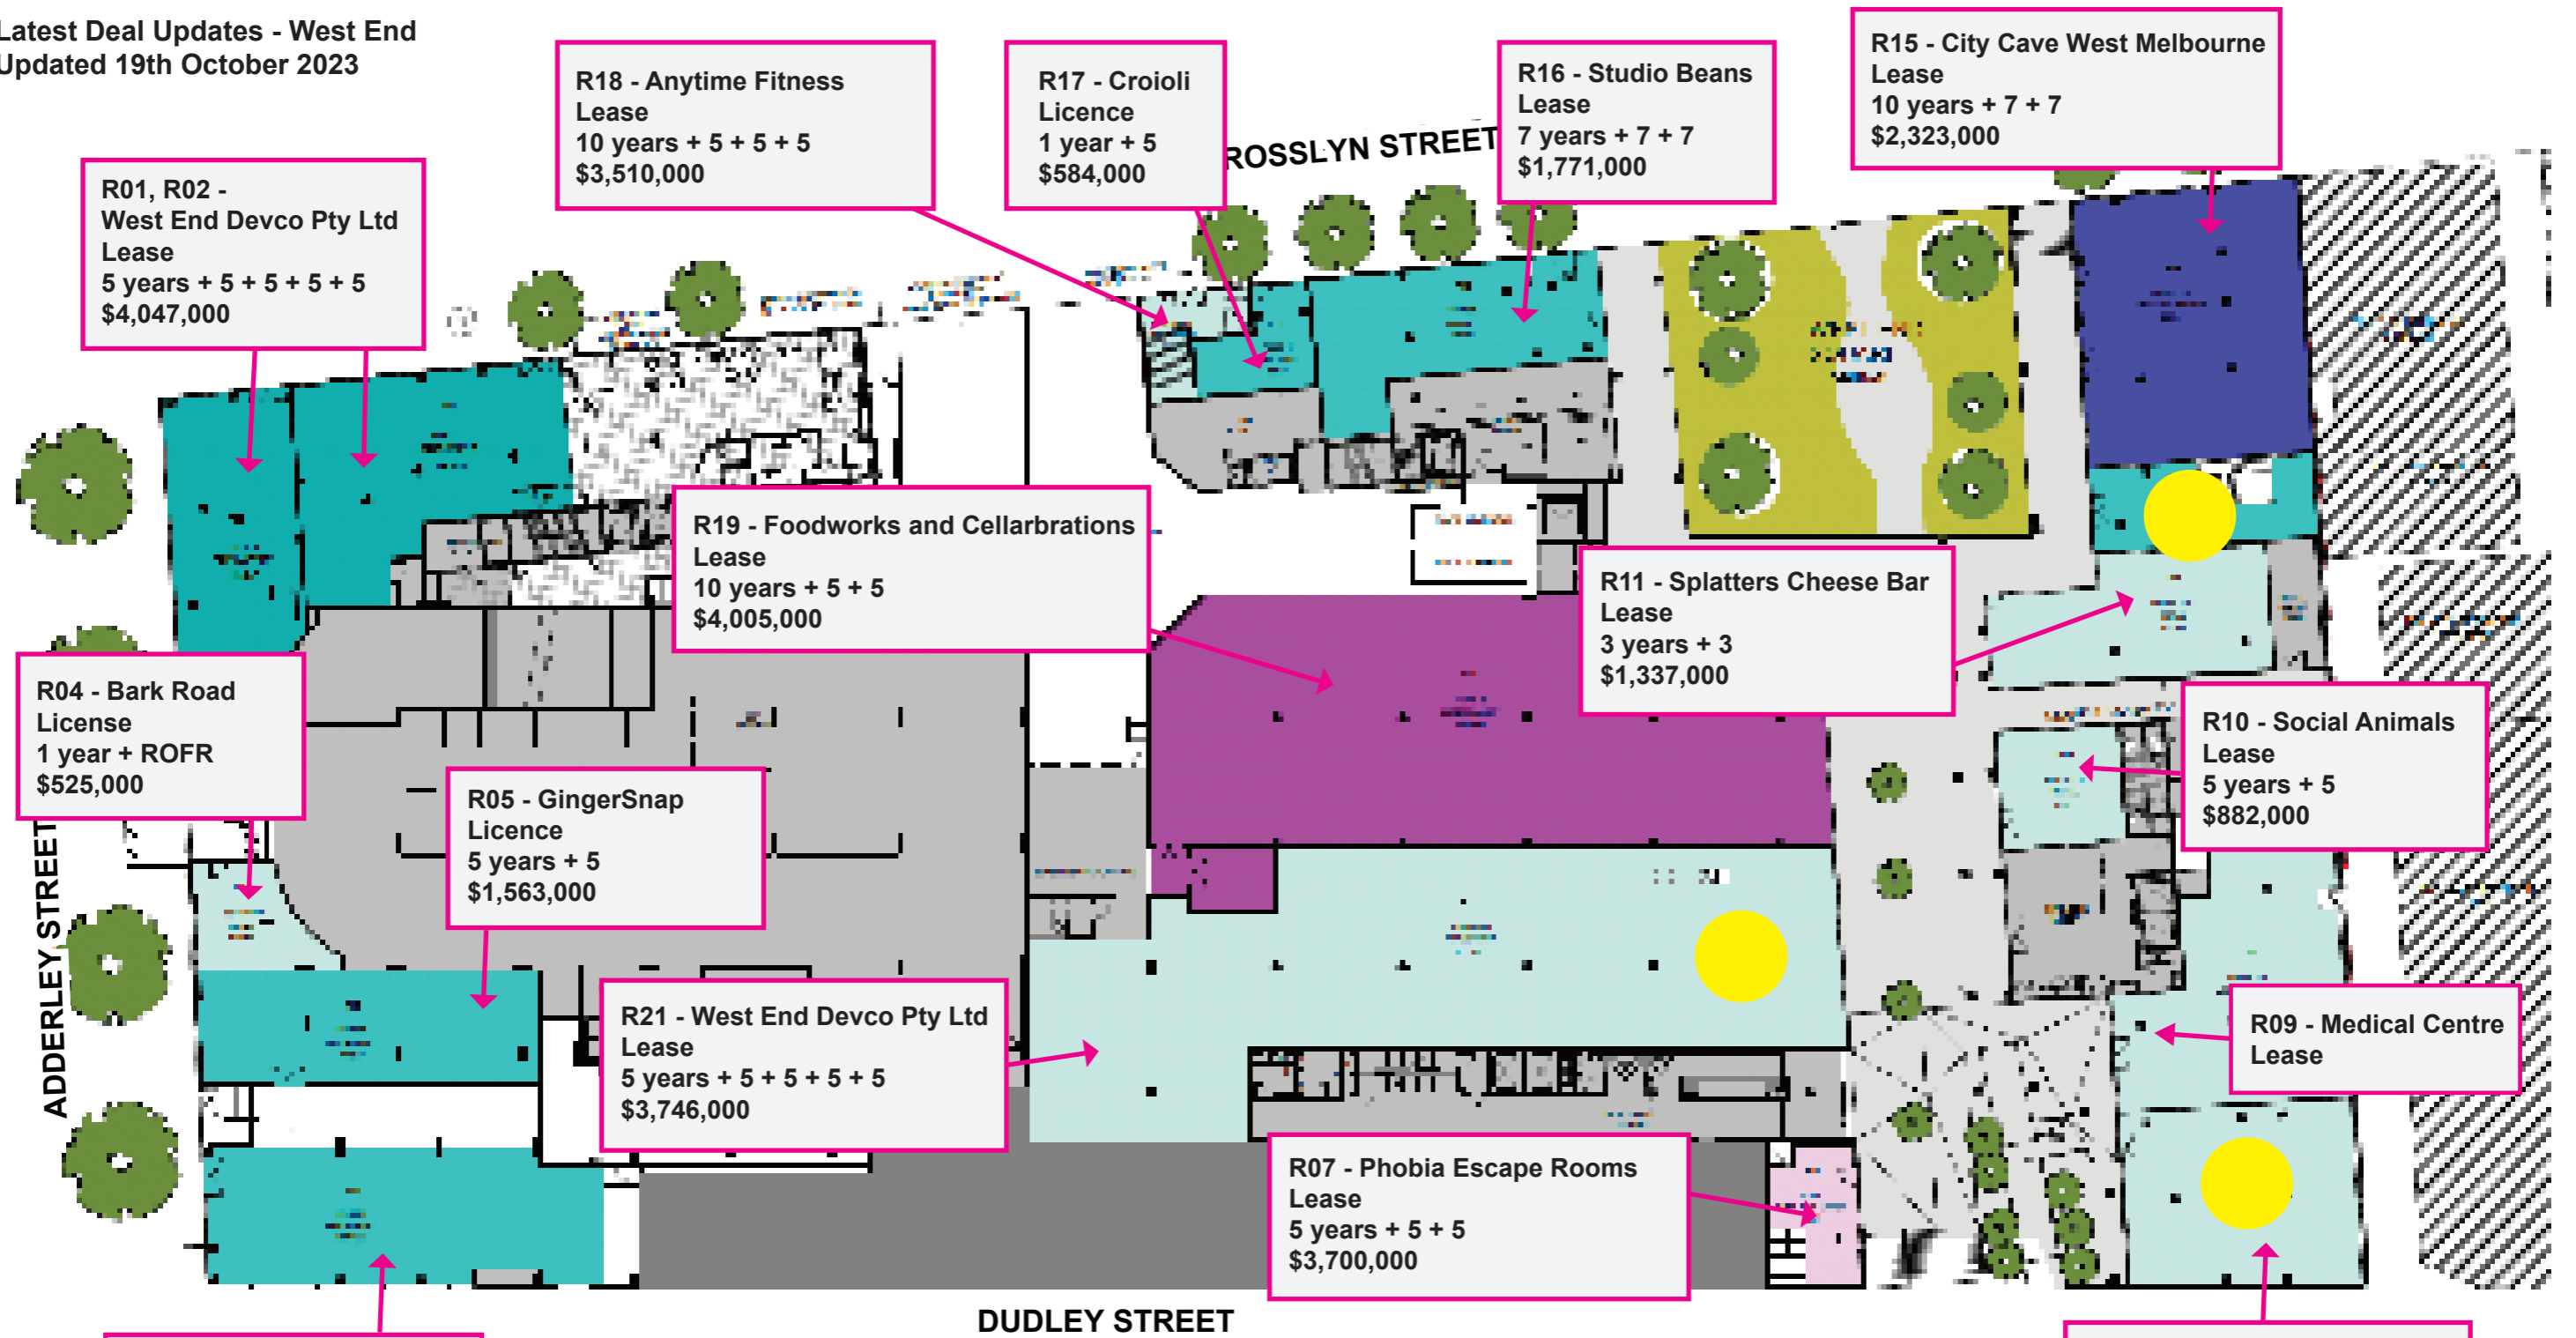 Latest Deal Updates - West End
Updated 19th October 2023
R18 - Anytime Fitness
Lease
10 years + 5 + 5 + 5
$3,510,000
R17 - Croioli
Licence
1 year + 5
$584,000
ROSSLYN STREET
R16 - Studio Beans
Lease
7 years + 7 + 7
$1,771,000
R15 - City Cave West Melbourne
Lease
10 years + 7 + 7
$2,323,000
R01, R02 -
West End Devco Pty Ltd
Lease
5 years + 5 + 5 + 5 + 5
$4,047,000
R19 - Foodworks and Cellarbrations
Lease
10 years + 5 + 5
$4,005,000
R11 - Splatters Cheese Bar
Lease
3 years + 3
$1,337,000
R04 - Bark Road
License
1 year + ROFR
$525,000
R10 - Social Animals
Lease
5 years + 5
$882,000
R05 - GingerSnap
Licence
5 years + 5
$1,563,000
ADDERLEY STREET
R21 - West End Devco Pty Ltd
Lease
5 years + 5 + 5 + 5 + 5
$3,746,000
R09 - Medical Centre
Lease
R07 - Phobia Escape Rooms
Lease
5 years + 5 + 5
$3,700,000
DUDLEY STREET